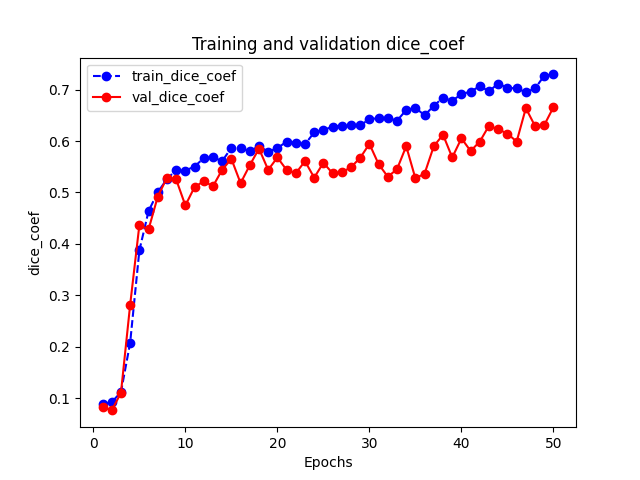 Training and validation dice_coef
train_dice_coef
val_dice_coef
dice_coef
0.7
0.6
0.5
0.4
0.3
0.2
0.1
0 10 20 30 40 50
Epochs